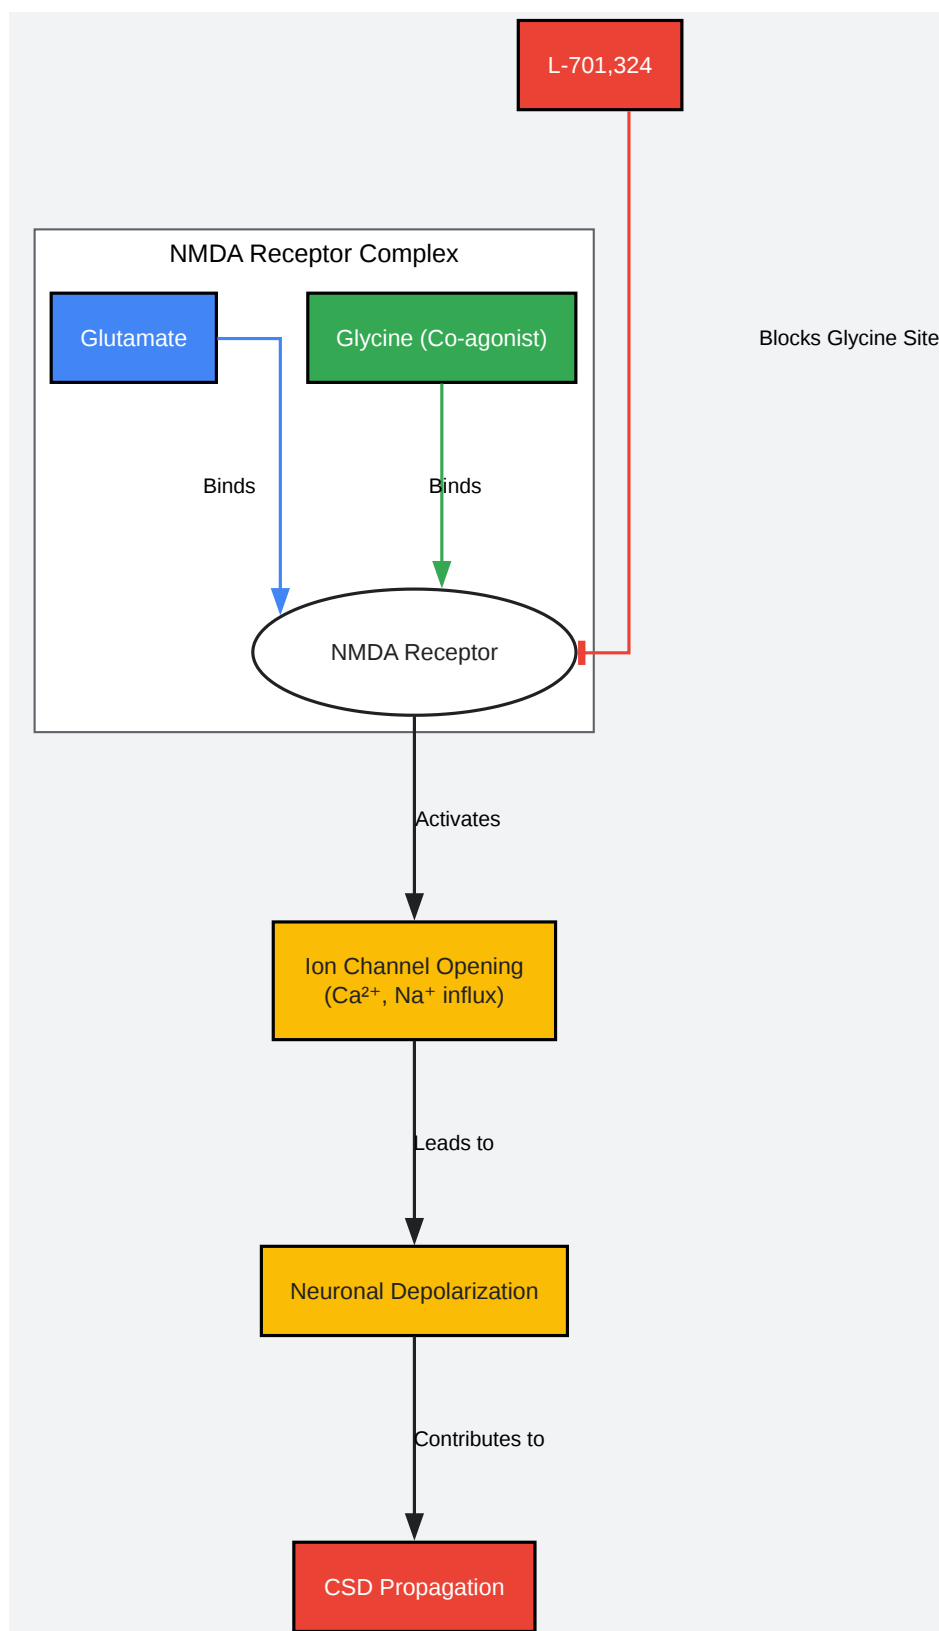 L-701,324
NMDA Receptor Complex
Glutamate
Glycine (Co-agonist)
Blocks Glycine Site
Binds
Binds
NMDA Receptor
Activates
Ion Channel Opening
(Ca²⁺, Na⁺ influx)
Leads to
Neuronal Depolarization
Contributes to
CSD Propagation